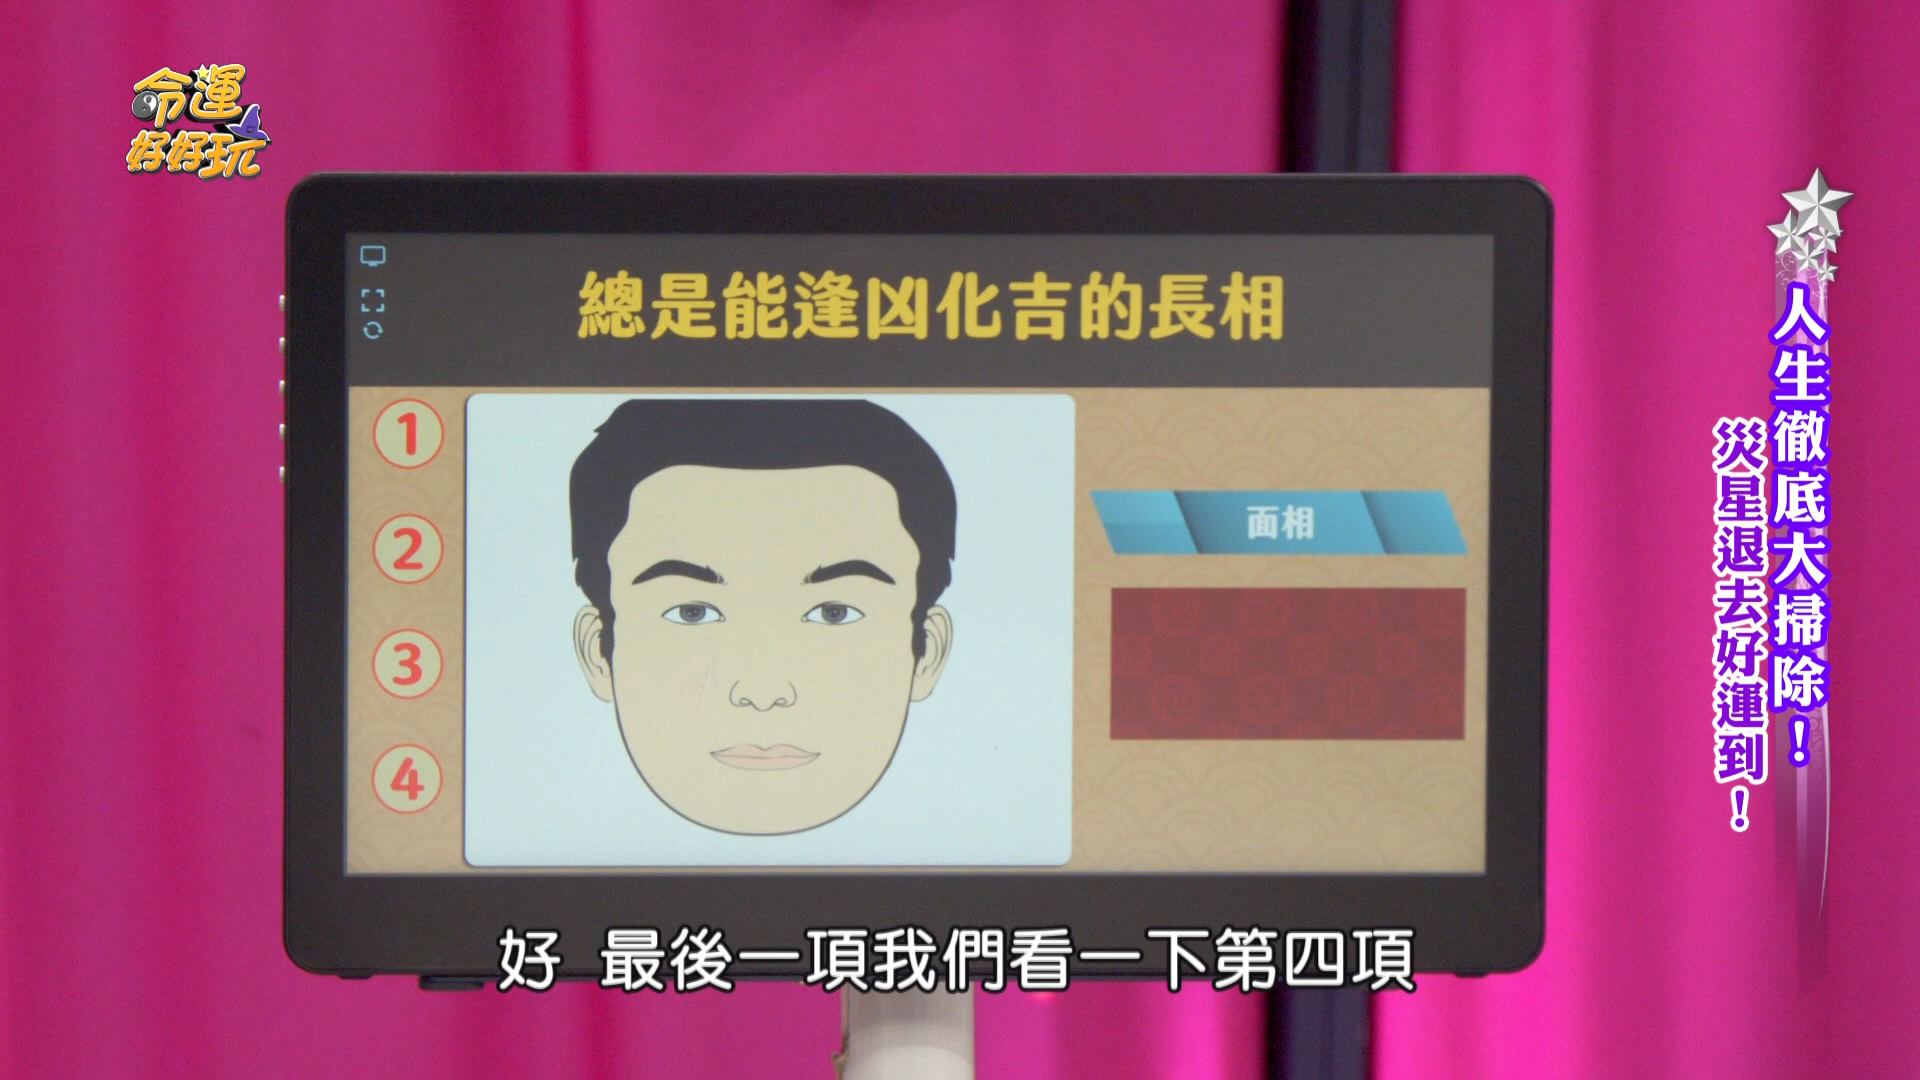 命運
好好玩
總是能逢凶化吉的長相
1
2
3
4
面相
人生徹底大掃除！
災星退去好運到！
好 最後一項我們看一下第四項